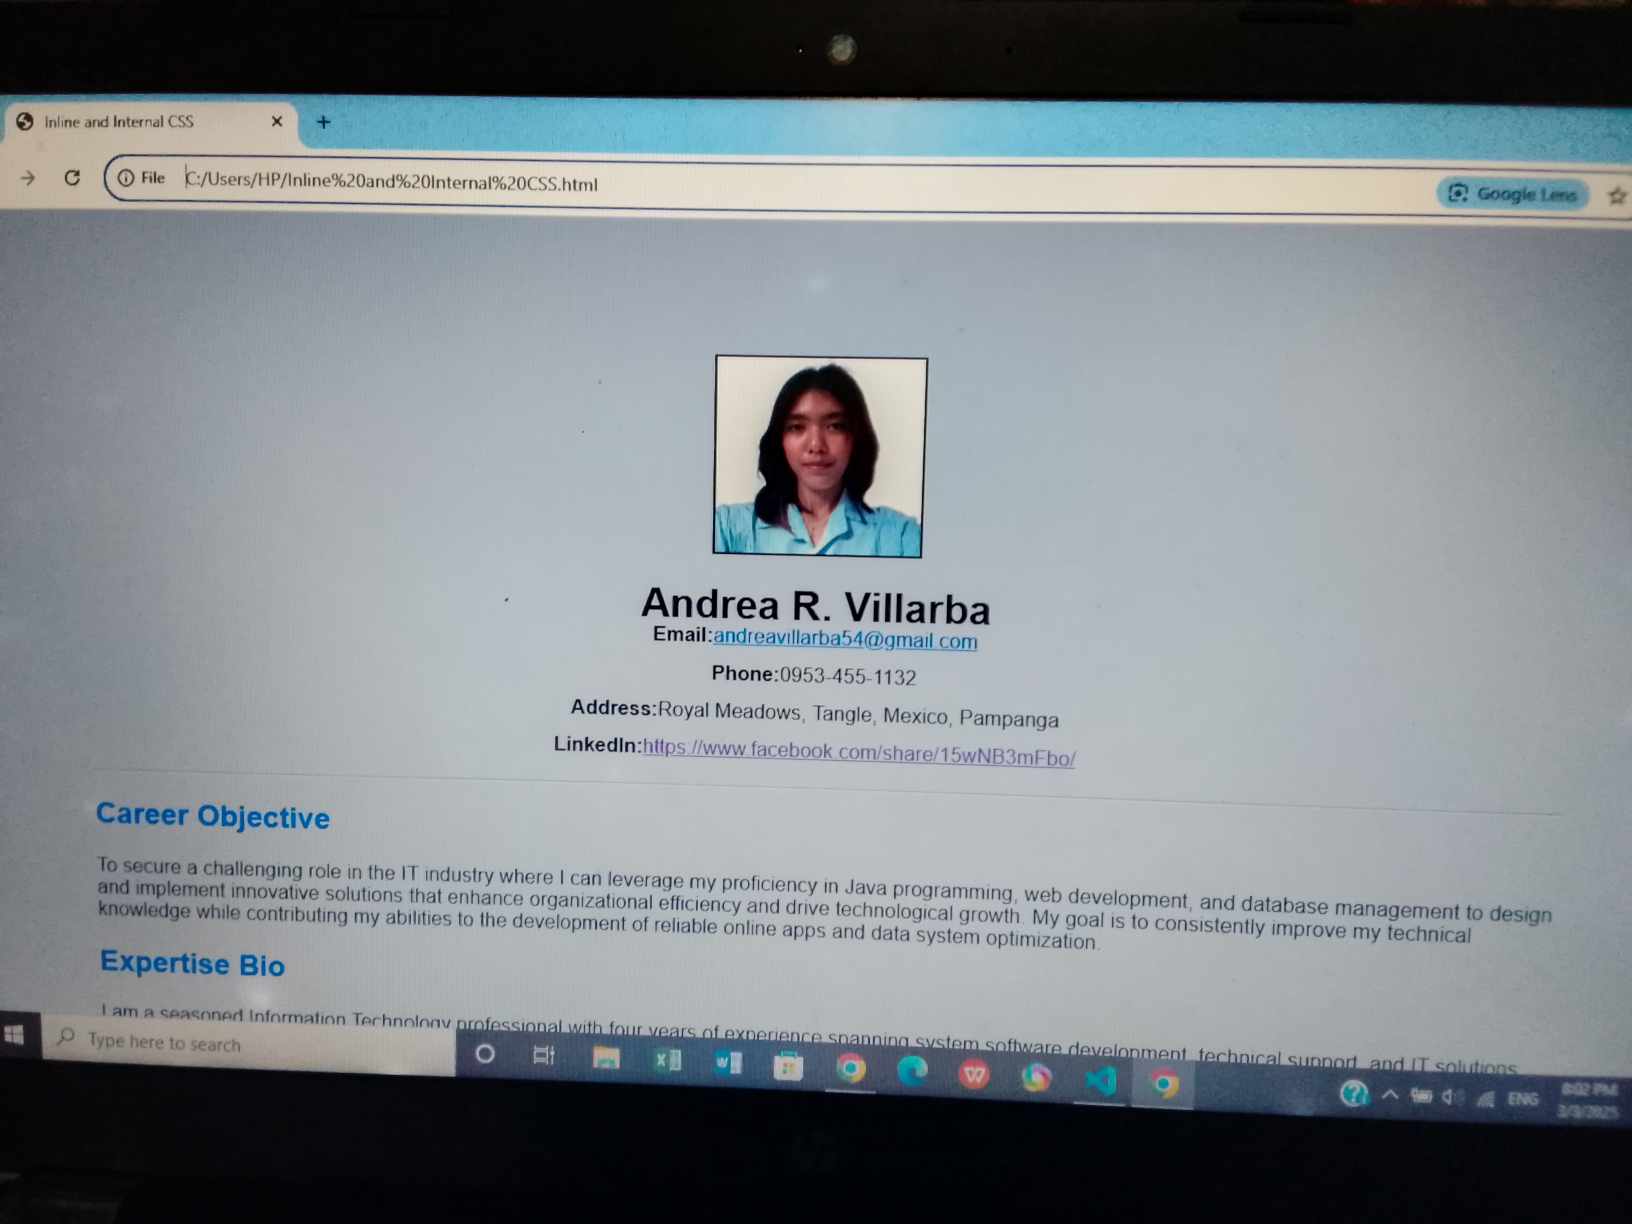 Inline and Internal CSS
File
C:/Users/HP/Inline%20and%20Internal%20CSS.html
Google Lens
Andrea R. Villarba
Email:andreavillarba54@gmail.com
Phone:0953-455-1132
Address:Royal Meadows, Tangle, Mexico, Pampanga
LinkedIn:https://www.facebook.com/share/15wNB3mFbo/
Career Objective
To secure a challenging role in the IT industry where I can leverage my proficiency in Java programming, web development, and database management to design
and implement innovative solutions that enhance organizational efficiency and drive technological growth. My goal is to consistently improve my technical
knowledge while contributing my abilities to the development of reliable online apps and data system optimization.
Expertise Bio
I am a seasoned Information Technology professional with four years of experience spanning system software development, technical support, and IT solutions
Type here to search
ENG
8:02 PM
3/3/2025